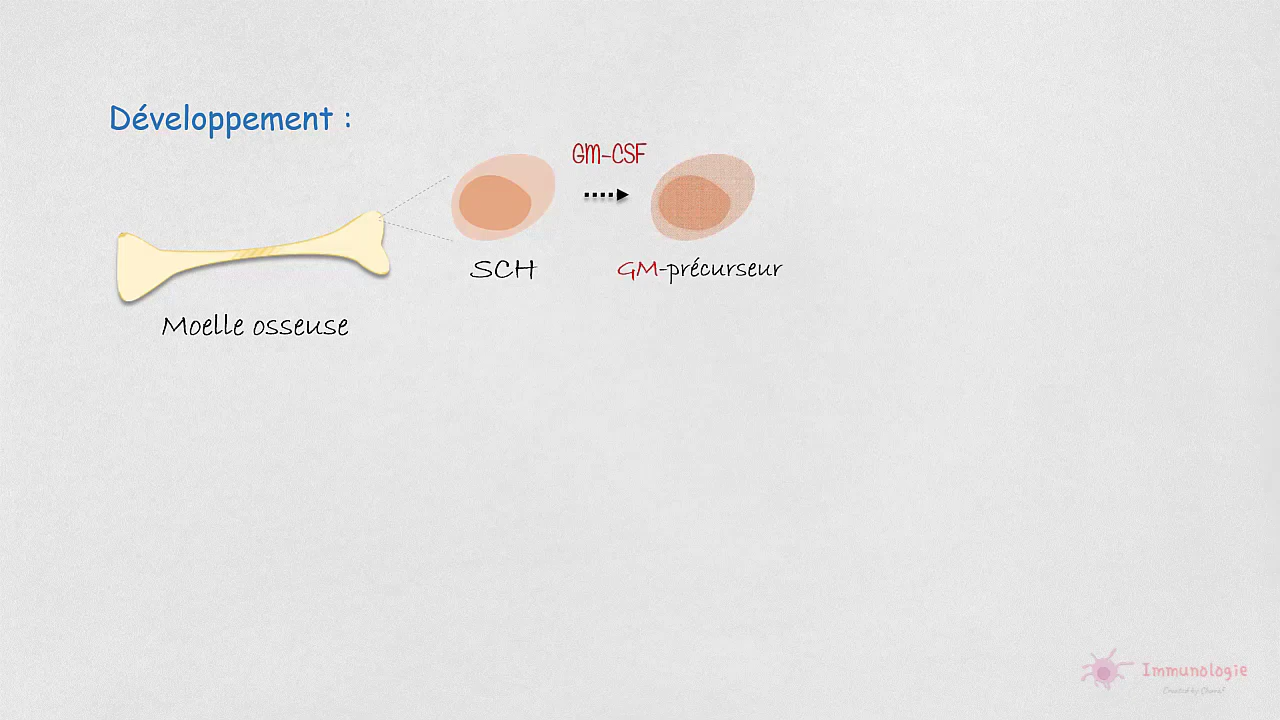 Développement :
GM-CSF
SCH
GM-précurseur
Moelle osseuse
Immunologie